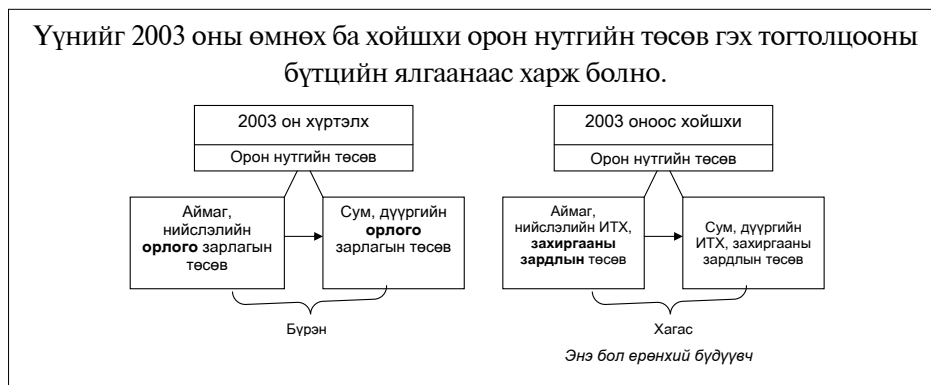 Үүнийг 2003 оны өмнөх ба хойшхи орон нутгийн төсөв гэх тогтолцооны
бүтцийн ялгаанаас харж болно.
2003 он хүртэлх
Орон нутгийн төсөв
Аймаг,
нийслэлийн
орлого зарлагын
төсөв
Сум, дүүргийн
орлого
зарлагын төсөв
Бүрэн
2003 оноос хойшхи
Орон нутгийн төсөв
Аймаг,
нийслэлийн ИТХ,
захиргааны
зардлын төсөв
Сум, дүүргийн
ИТХ, захиргааны
зардлын төсөв
Хагас
Энэ бол ерөнхий бүдүүвч